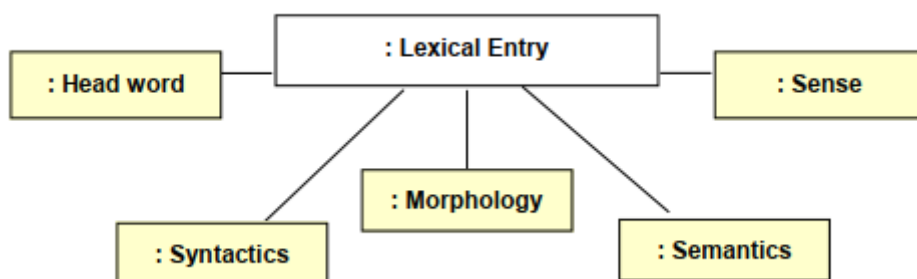 : Lexical Entry
: Head word
: Sense
: Morphology
: Syntactics
: Semantics